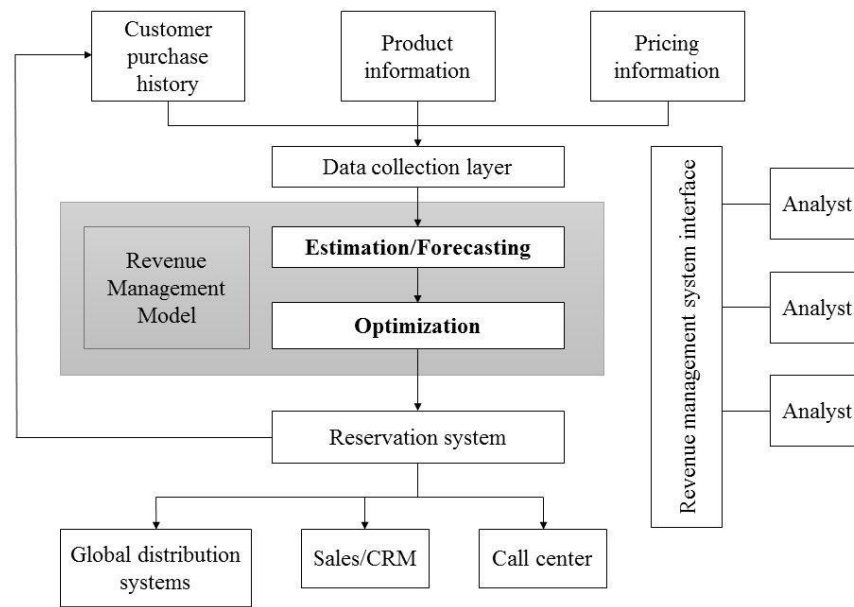 Customer
purchase
history
Product
information
Pricing
information
Data collection layer
Estimation/Forecasting
Revenue
Management
Model
Optimization
Reservation system
Global distribution
systems
Sales/CRM
Call center
Revenue management system interface
Analyst
Analyst
Analyst